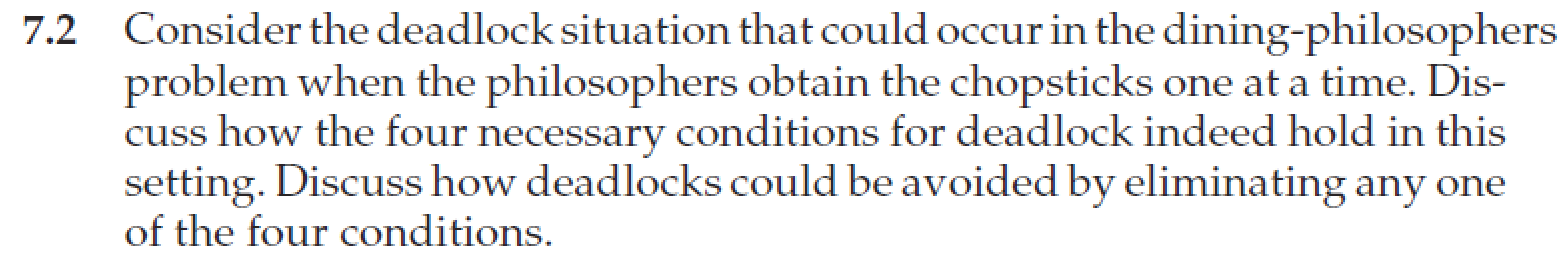 7.2 Consider the deadlock situation that could occur in the dining-philosophers
problem when the philosophers obtain the chopsticks one at a time. Dis-
cuss how the four necessary conditions for deadlock indeed hold in this
setting. Discuss how deadlocks could be avoided by eliminating any one
of the four conditions.